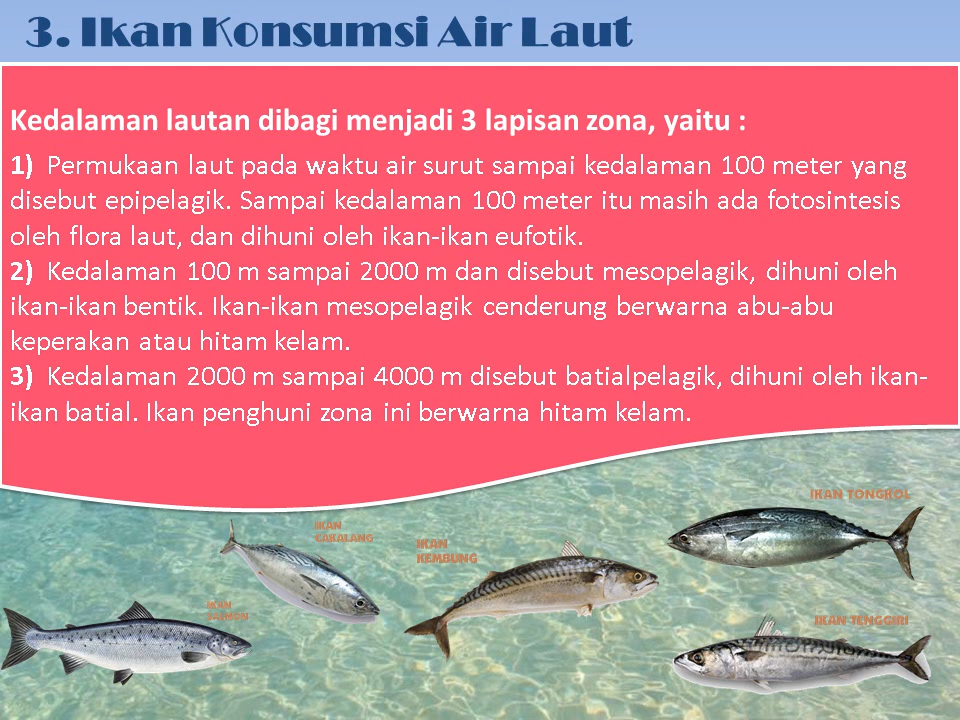 3. Ikan Konsumsi Air Laut
Kedalaman lautan dibagi menjadi 3 lapisan zona, yaitu :
1) Permukaan laut pada waktu air surut sampai kedalaman 100 meter yang
disebut epipelagik. Sampai kedalaman 100 meter itu masih ada fotosintesis
oleh flora laut, dan dihuni oleh ikan-ikan eufotik.
2) Kedalaman 100 m sampai 2000 m dan disebut mesopelagik, dihuni oleh
ikan-ikan bentik. Ikan-ikan mesopelagik cenderung berwarna abu-abu
keperakan atau hitam kelam.
3) Kedalaman 2000 m sampai 4000 m disebut batialpelagik, dihuni oleh ikan-
ikan batial. Ikan penghuni zona ini berwarna hitam kelam.
IKAN TONGKOL
IKAN
CAKALANG
IKAN
KEMBUNG
IKAN
SALMON
IKAN TENGGIRI